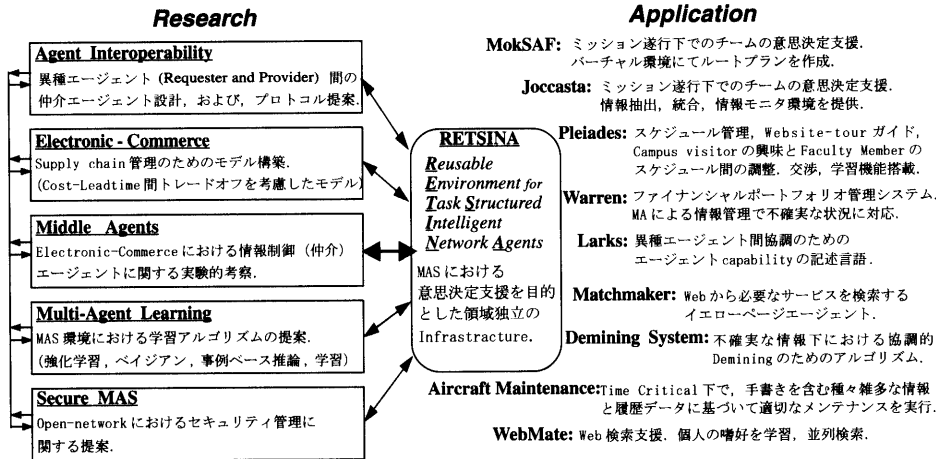 Research
Agent Interoperability
異種エージェント (Requester and Provider) 間の
仲介エージェント設計, および, プロトコル提案.
Electronic - Commerce
Supply chain 管理のためのモデル構築.
(Cost-Leadtime 間トレードオフを考慮したモデル)
Middle Agents
Electronic-Commerce における情報制御 (仲介)
エージェントに関する実験的考察.
Multi-Agent Learning
MAS 環境における学習アルゴリズムの提案.
(強化学習, ベイジアン, 事例ベース推論, 学習)
Secure MAS
Open-network におけるセキュリティ管理に
関する提案.
RETSINA
Reusable
Environment for
Task Structured
Intelligent
Network Agents
MAS における
意思決定支援を目的
とした領域独立の
Infrastracture.
Application
MokSAF: ミッション遂行下でのチームの意思決定支援.
バーチャル環境にてルートプランを作成.
Joccasta: ミッション遂行下でのチームの意思決定支援.
情報抽出, 統合, 情報モニタ環境を提供.
Pleiades: スケジュール管理, Website-tour ガイド,
Campus visitor の興味と Faculty Member の
スケジュール間の調整. 交渉, 学習機能搭載.
Warren: ファイナンシャルポートフォリオ管理システム.
MA による情報管理で不確実な状況に対応.
Larks: 異種エージェント間協調のための
エージェント capability の記述言語.
Matchmaker: Web から必要なサービスを検索する
イエローページエージェント.
Demining System: 不確実な情報下における協調的
Demining のためのアルゴリズム.
Aircraft Maintenance: Time Critical 下で, 手書きを含む種々雑多な情報
と履歴データに基づいて適切なメンテナンスを実行.
WebMate: Web 検索支援. 個人の嗜好を学習, 並列検索.